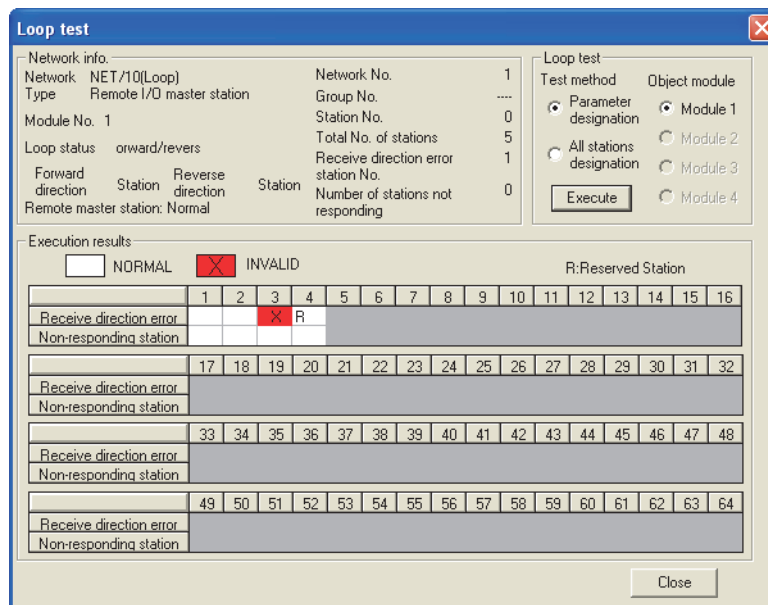 Loop test
Network info.
Network NET/10(Loop)
Type Remote I/O master station
Module No. 1
Loop status orward/revers
Forward direction Station Reverse direction Station
Remote master station: Normal
Network No. 1
Group No. ----
Station No. 0
Total No. of stations 5
Receive direction error station No. 1
Number of stations not responding 0
Loop test
Test method Object module
Parameter designation
All stations designation
Execute
Module 1
Module 2
Module 3
Module 4
Execution results
NORMAL X INVALID R:Reserved Station
1 2 3 4 5 6 7 8 9 10 11 12 13 14 15 16
Receive direction error X R
Non-responding station
17 18 19 20 21 22 23 24 25 26 27 28 29 30 31 32
Receive direction error
Non-responding station
33 34 35 36 37 38 39 40 41 42 43 44 45 46 47 48
Receive direction error
Non-responding station
49 50 51 52 53 54 55 56 57 58 59 60 61 62 63 64
Receive direction error
Non-responding station
Close